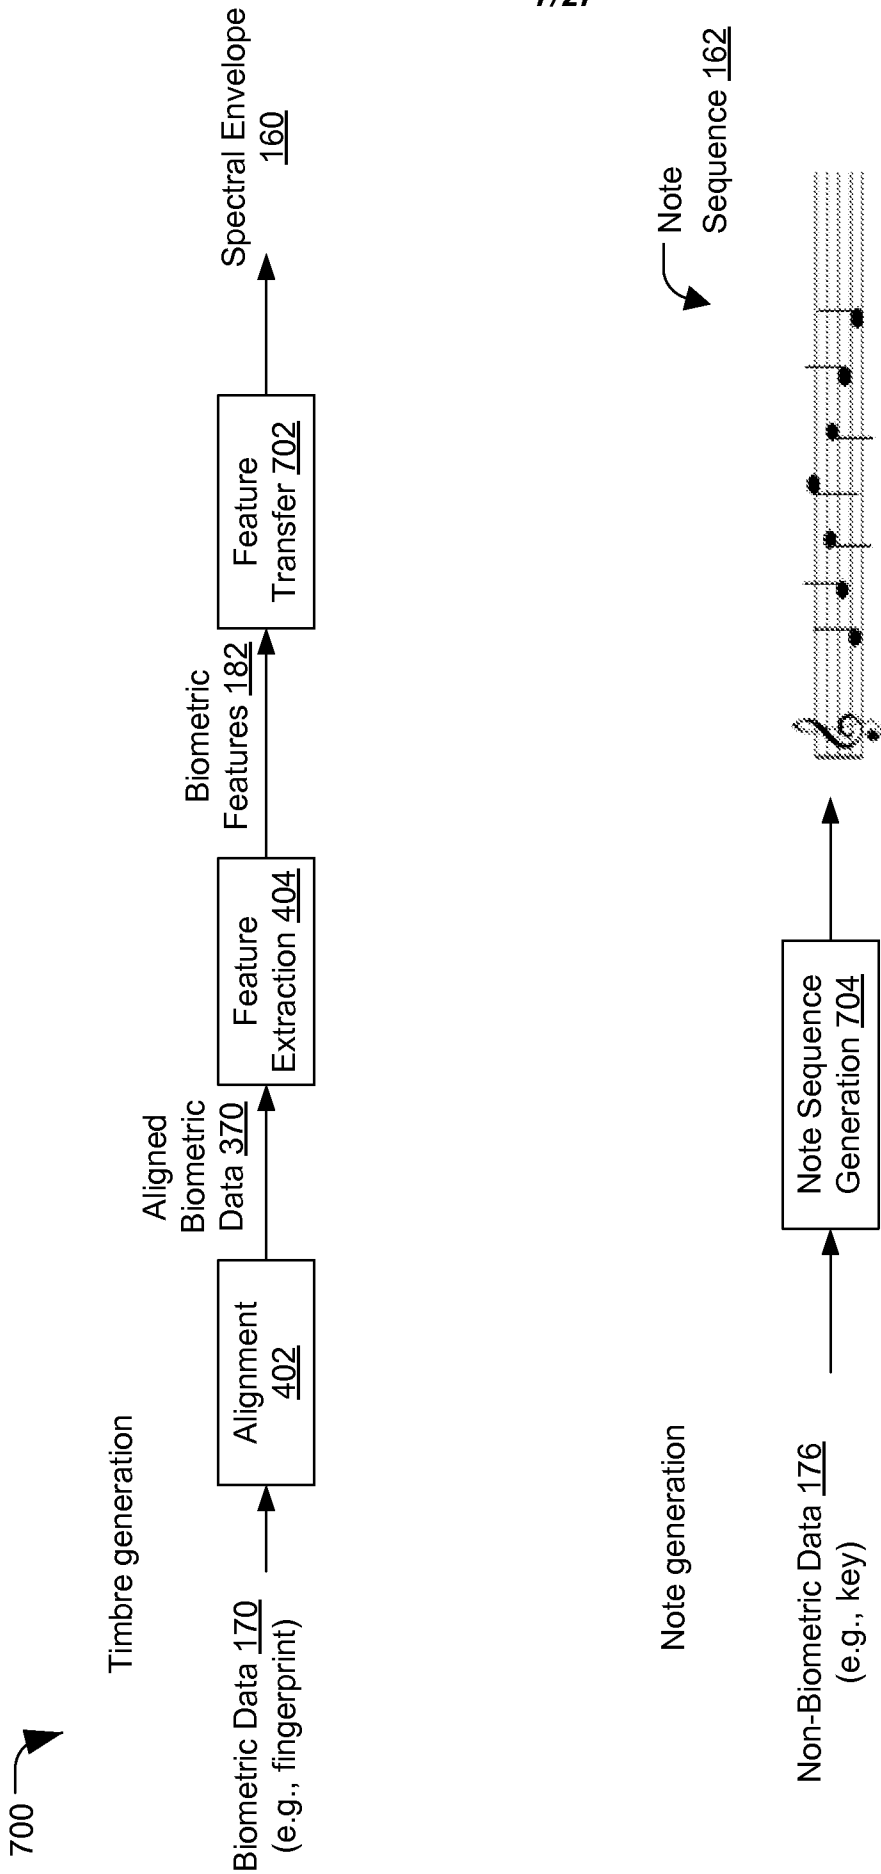 700
Timbre generation
Biometric Data 170
(e.g., fingerprint)
Alignment
402
Aligned
Biometric
Data 370
Feature
Extraction 404
Biometric
Features 182
Feature
Transfer 702
Spectral Envelope
160
Note generation
Non-Biometric Data 176
(e.g., key)
Note Sequence
Generation 704
Note
Sequence 162